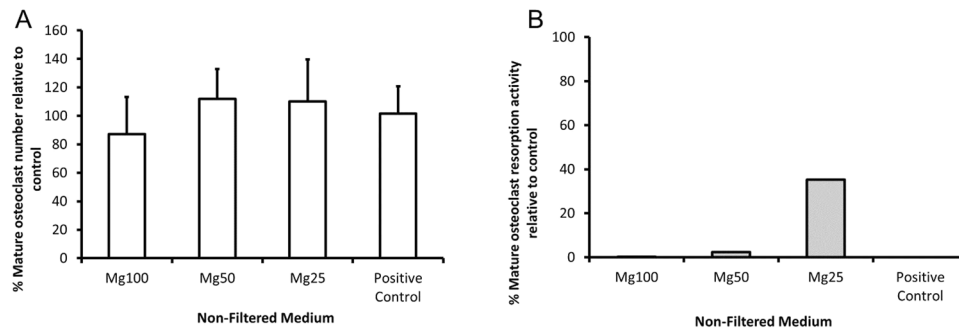 A
% Mature osteoclast number relative to
control
160
140
120
100
80
60
40
20
0
Mg100
Mg50
Mg25
Positive
Control
Non-Filtered Medium
B
% Mature osteoclast resorption activity
relative to control
100
80
60
40
20
0
Mg100
Mg50
Mg25
Positive
Control
Non-Filtered Medium